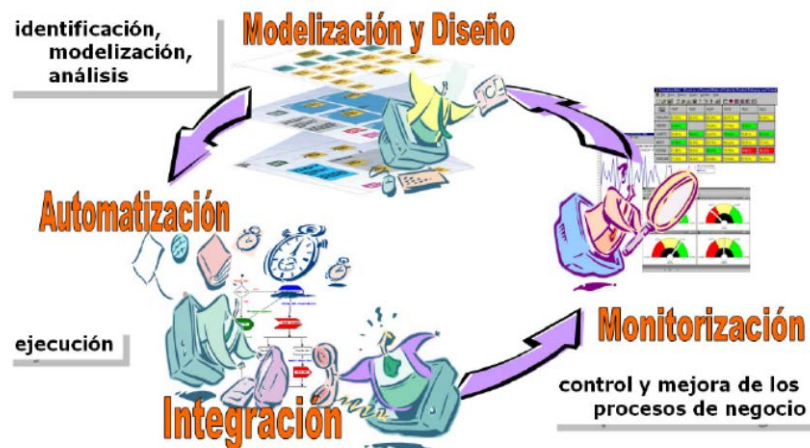 identificación,
modelización,
análisis
Modelización y Diseño
Automatización
ejecución
Integración
Monitorización
control y mejora de los
procesos de negocio